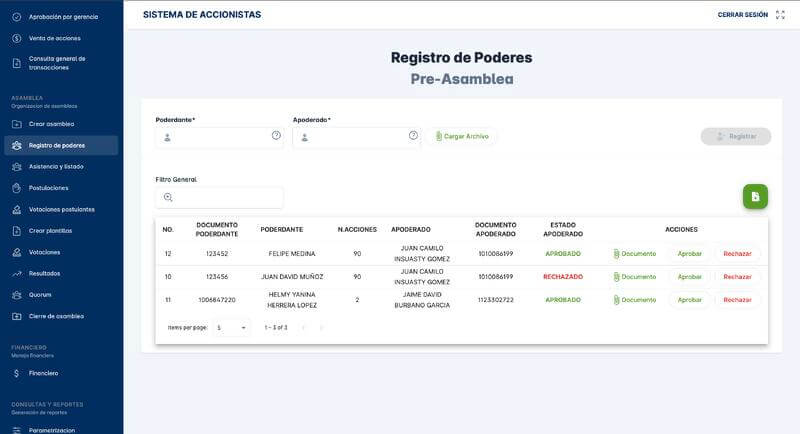 SISTEMA DE ACCIONISTAS
CERRAR SESIÓN
Aprobación por gerencia
Venta de acciones
Consulta general de
transacciones
ASAMBLEA
Organizacion de asambleas
Crear asambleo
Registro de poderes
Asistencia y listado
Postulaciones
Votaciones postulantes
Crear plantillas
Votaciones
Resultados
Quorum
Cierre de asamblea
FINANCIERO
Manejo financiero
Financiero
CONSULTAS Y REPORTES
Generación de reportes
Parametrizacion
Registro de Poderes
Pre-Asamblea
Poderdante*
Apoderado*
Cargar Archivo
Registrar
Filtro General
NO. DOCUMENTO PODERDANTE PODERDANTE N.ACCIONES APODERADO DOCUMENTO APODERADO ESTADO APODERADO ACCIONES
12 123452 FELIPE MEDINA 90 JUAN CAMILO INSUASTY GOMEZ 1010086199 APROBADO Documento Aprobar Rechazar
10 123456 JUAN DAVID MUÑOZ 90 JUAN CAMILO INSUASTY GOMEZ 1010086199 RECHAZADO Documento Aprobar Rechazar
11 1006847220 HELMY YANINA HERRERA LOPEZ 2 JAIME DAVID BURBANO GARCIA 1123302722 APROBADO Documento Aprobar Rechazar
Items per page: 5 1 – 3 of 3